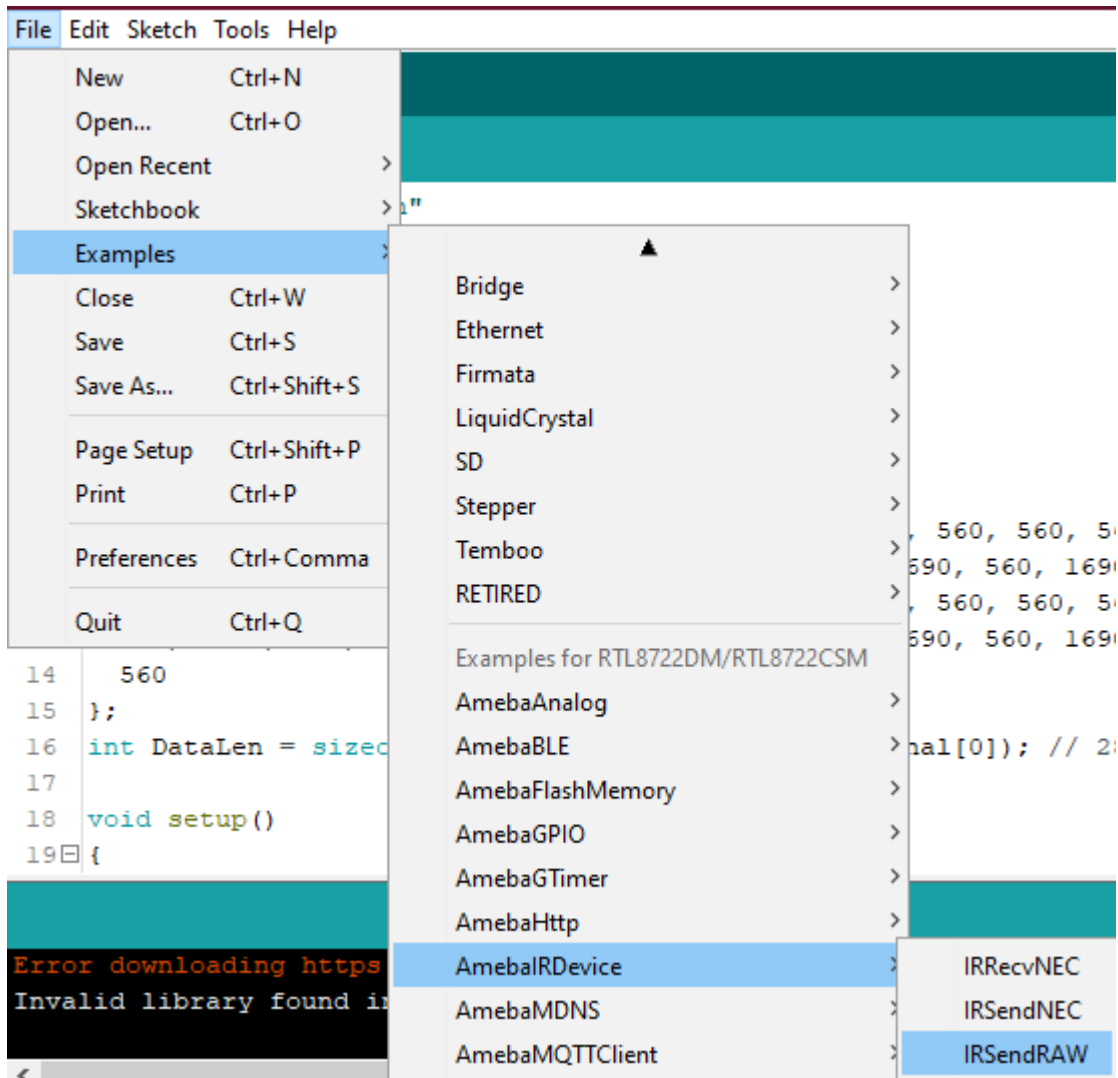 File Edit Sketch Tools Help
New Ctrl+N
Open... Ctrl+O
Open Recent
Sketchbook
Examples
Close Ctrl+W
Save Ctrl+S
Save As... Ctrl+Shift+S
Page Setup Ctrl+Shift+P
Print Ctrl+P
Preferences Ctrl+Comma
Quit Ctrl+Q
Bridge
Ethernet
Firmata
LiquidCrystal
SD
Stepper
Temboo
RETIRED
Examples for RTL8722DM/RTL8722CSM
AmebaAnalog
AmebaBLE
AmebaFlashMemory
AmebaGPIO
AmebaGTimer
AmebaHttp
AmebaIRDevice
AmebaMDNS
AmebaMQTTClient
IRRecvNEC
IRSendNEC
IRSendRAW
, 560, 560,
690, 560,
, 560, 560,
690, 560,
14 560
15 };
16 int DataLen = nal[0]); //
17
18 void setup()
19 {
Error downloading https
Invalid library found